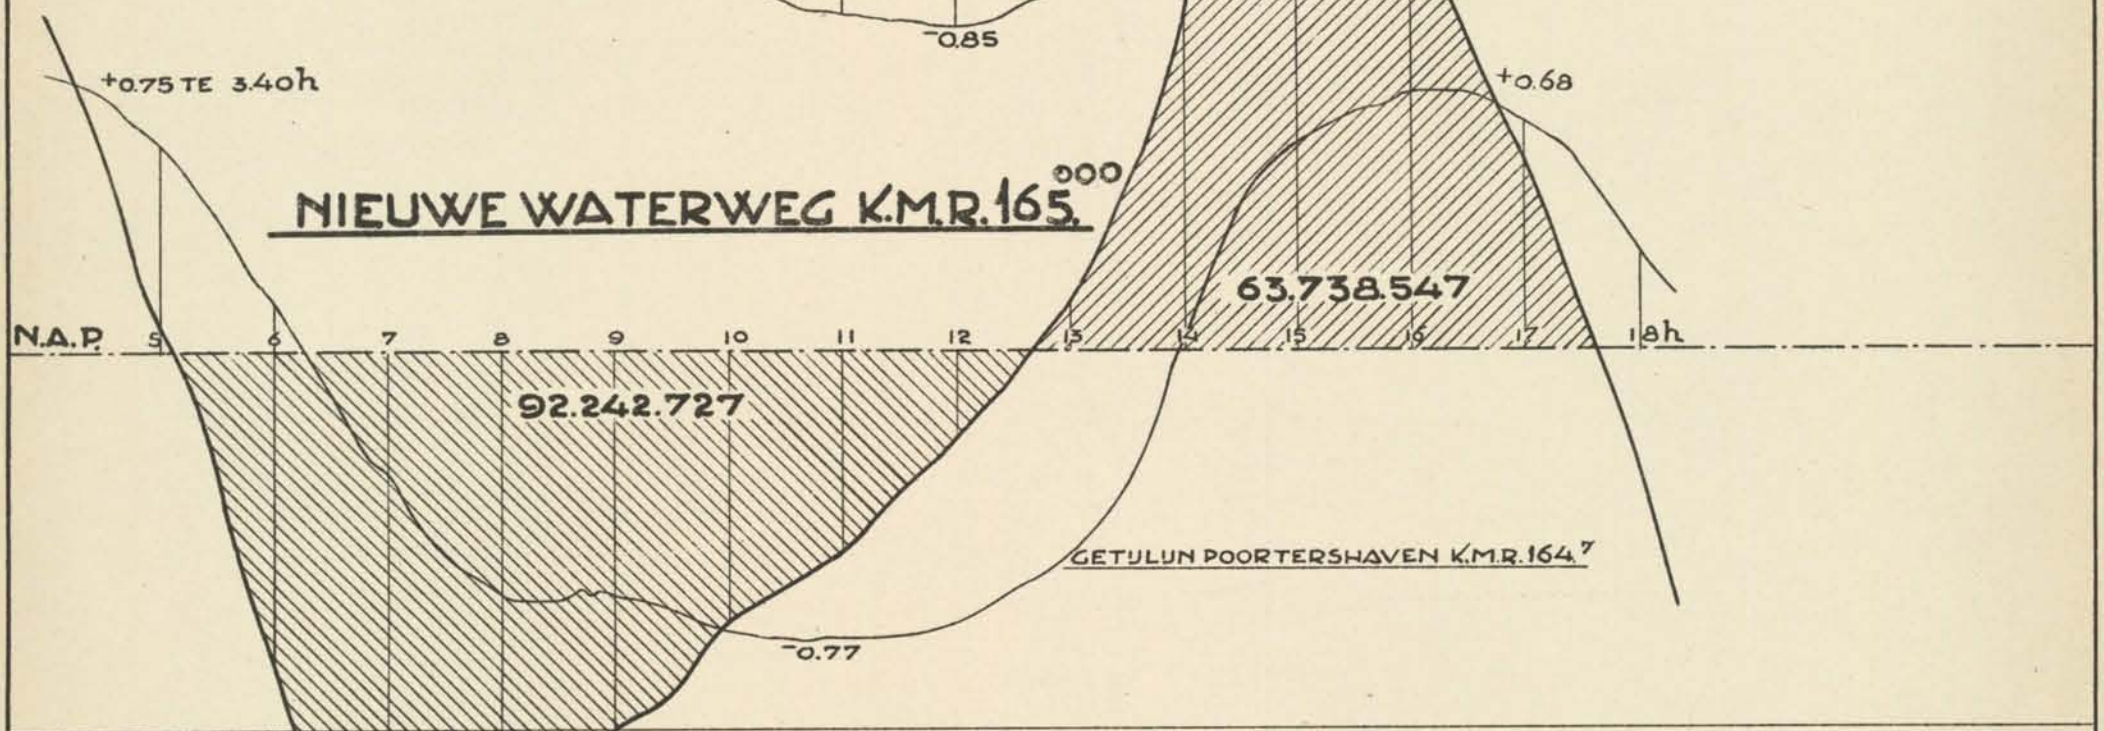 -0.85
+0.75 TE 3.40h
+0.68
NIEUWE WATERWEG K.M.R. 165.000
63.738.547
N.A.P. 5 6 7 8 9 10 11 12 13 14 15 16 17 18h
92.242.727
GETIJLIJN POORTERSHAVEN K.M.R. 164.7
-0.77